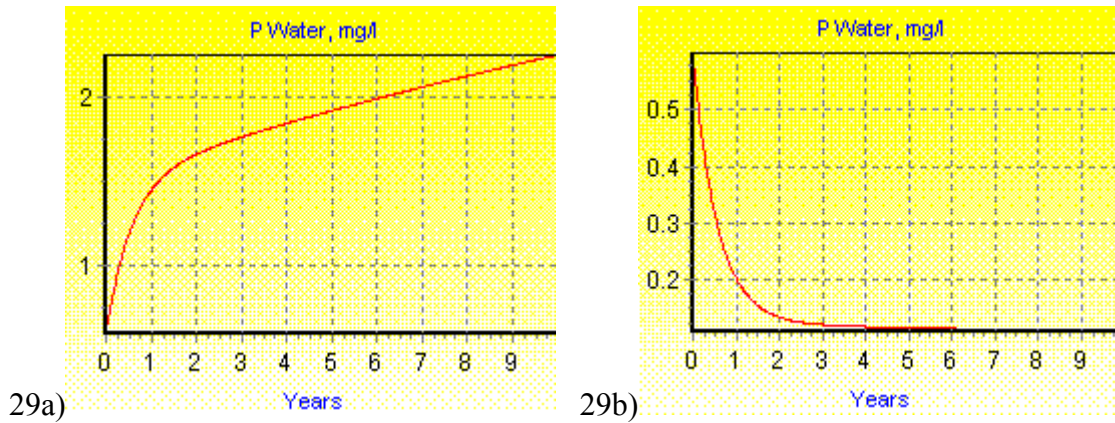 P Water, mg/l
2
1
0 1 2 3 4 5 6 7 8 9
Years
29a)
P Water, mg/l
0.5
0.4
0.3
0.2
0 1 2 3 4 5 6 7 8 9
Years
29b)